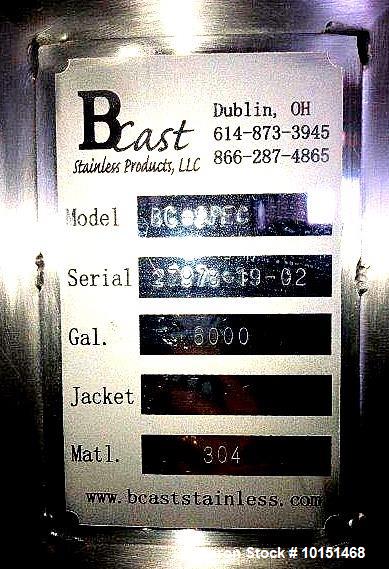 Bcast
Stainless Products, LLC
Dublin, OH
614-873-3945
866-287-4865
Model
Serial
Gal. 6000
Jacket
Matl. 304
www.bcaststainless.com
Stock # 10151468